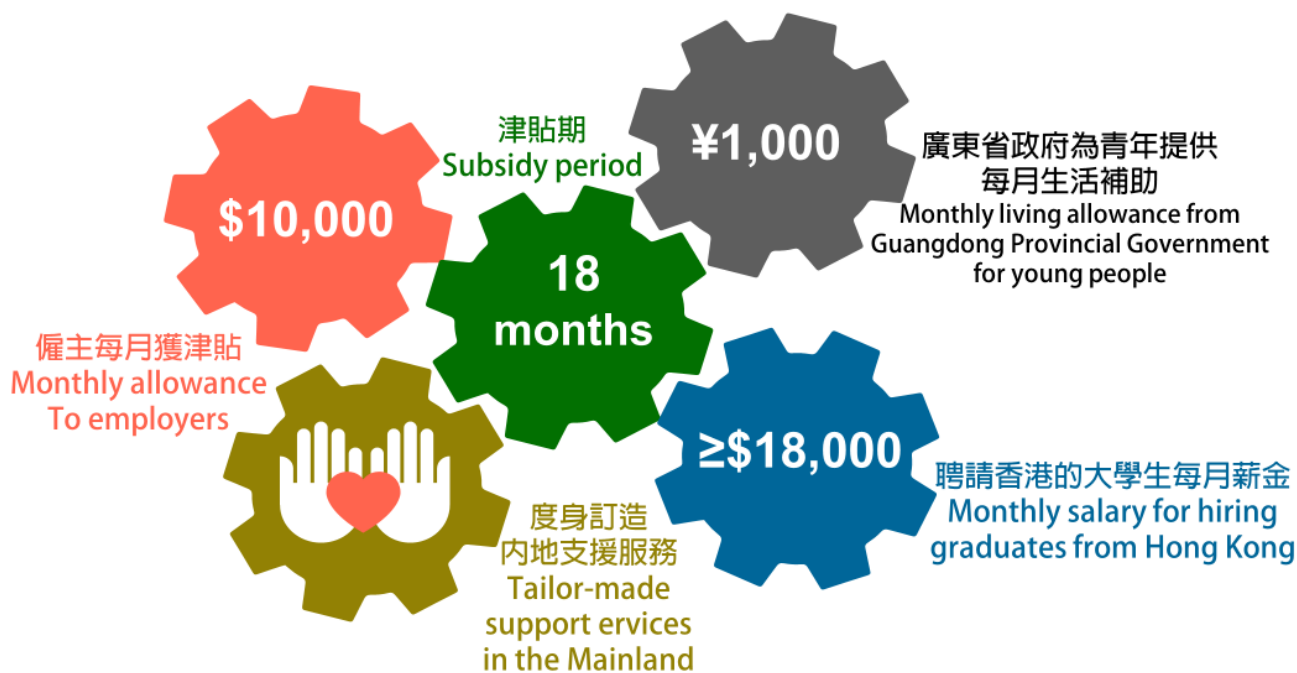 $10,000
僱主每月獲津貼
Monthly allowance
To employers
津貼期
Subsidy period
18
months
¥1,000
廣東省政府為青年提供
每月生活補助
Monthly living allowance from
Guangdong Provincial Government
for young people
≥$18,000
聘請香港的大學生每月薪金
Monthly salary for hiring
graduates from Hong Kong
度身訂造
内地支援服務
Tailor-made
support ervices
in the Mainland